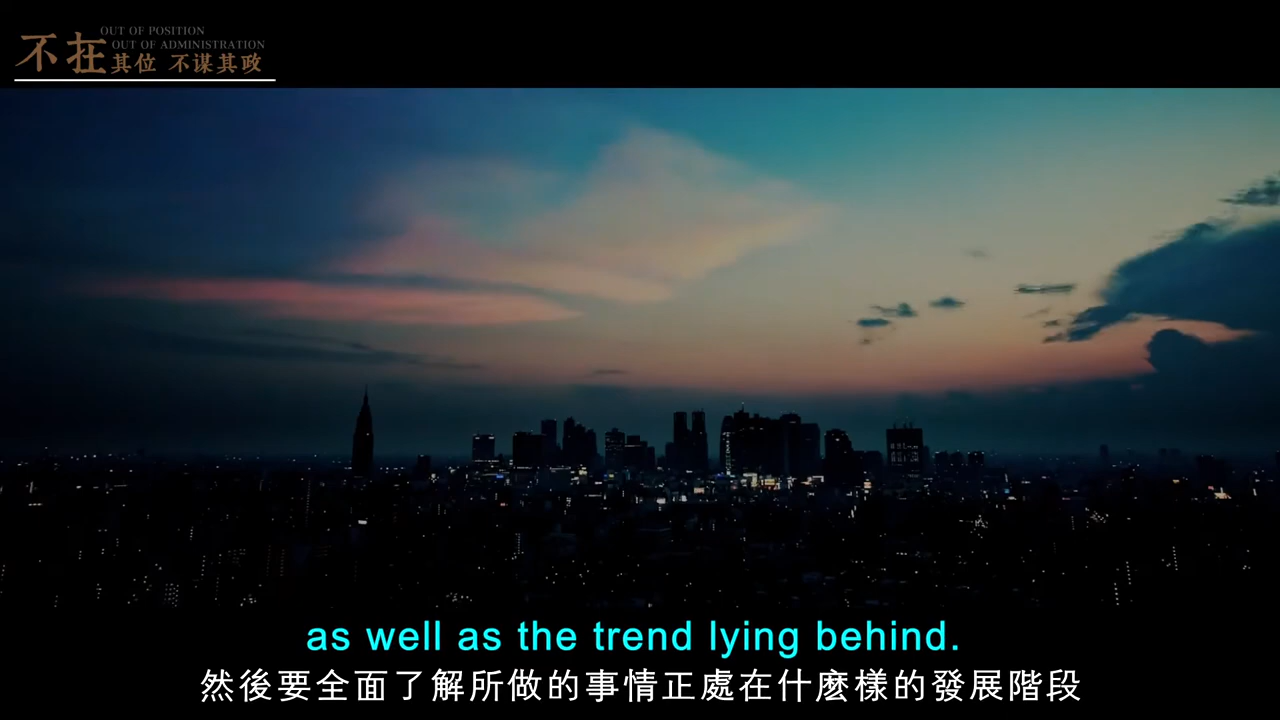 不在
OUT OF POSITION
OUT OF ADMINISTRATION
其位 不谋其政
as well as the trend lying behind.
然後要全面了解所做的事情正處在什麽樣的發展階段